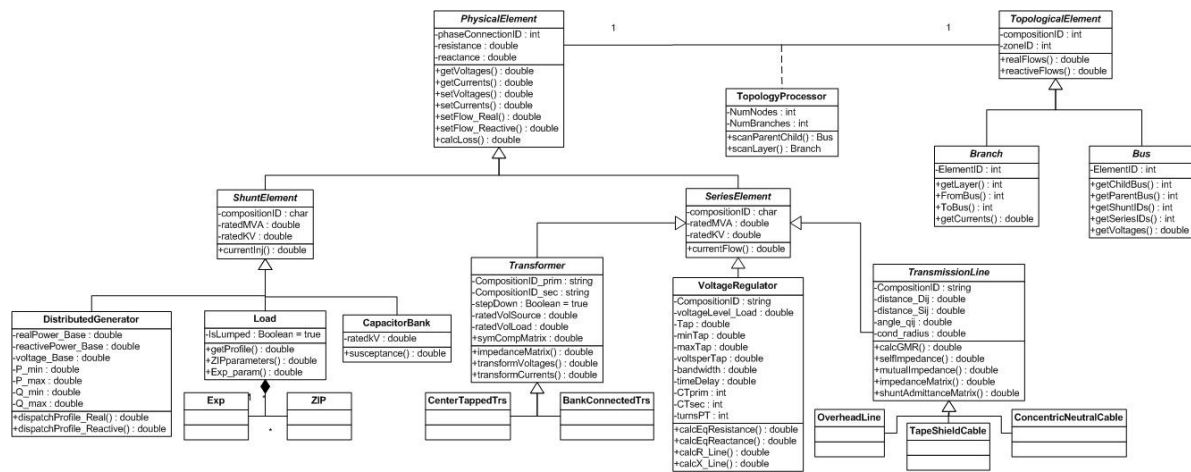 PhysicalElement
-phaseConnectionID : int
-resistance : double
-reactance : double
+getVoltages() : double
+getCurrents() : double
+setVoltages() : double
+setCurrents() : double
+setFlow_Real() : double
+setFlow_Reactive() : double
+calcLoss() : double
1
1
TopologicalElement
-compositionID : int
-zoneID : int
+realFlows() : double
+reactiveFlows() : double
TopologyProcessor
-NumNodes : int
-NumBranches : int
+scanParentChild() : Bus
+scanLayer() : Branch
Branch
-ElementID : int
+getLayer() : int
+FromBus() : int
+ToBus() : int
+getCurrents() : double
Bus
-ElementID : int
+getChildBus() : int
+getParentBus() : int
+getShuntIDs() : int
+getSeriesIDs() : int
+getVoltages() : double
ShuntElement
-compositionID : char
-ratedMVA : double
-ratedKV : double
+currentInj() : double
SeriesElement
-compositionID : char
-ratedMVA : double
-ratedKV : double
+currentFlow() : double
DistributedGenerator
-realPower_Base : double
-reactivePower_Base : double
-voltage_Base : double
-P_min : double
-P_max : double
-Q_min : double
-Q_max : double
+dispatchProfile_Real() : double
+dispatchProfile_Reactive() : double
Load
-IsLumped : Boolean = true
+getProfile() : double
+ZIPparameters() : double
+Exp_param() : double
CapacitorBank
-ratedkV : double
+susceptance() : double
Exp
ZIP
*
*
Transformer
-CompositionID_prim : string
-CompositionID_sec : string
-stepDown : Boolean = true
-ratedVolSource : double
-ratedVolLoad : double
-symCompMatrix : double
+impedanceMatrix() : double
+transformVoltages() : double
+transformCurrents() : double
CenterTappedTrs
BankConnectedTrs
VoltageRegulator
-CompositionID : string
-voltageLevel_Load : double
-Tap : double
-minTap : double
-maxTap : double
-voltsperTap : double
-bandwidth : double
-timeDelay : double
-CTprim : int
-CTsec : int
-turnsPT : int
+calcEqResistance() : double
+calcEqReactance() : double
+calcR_Line() : double
+calcX_Line() : double
TransmissionLine
-CompositionID : string
-distance_Dij : double
-distance_Sij : double
-angle_qij : double
-cond_radius : double
+calcGMR() : double
+selfImpedance() : double
+mutualImpedance() : double
+impedanceMatrix() : double
+shuntAdmittanceMatrix() : double
OverheadLine
TapeShieldCable
ConcentricNeutralCable